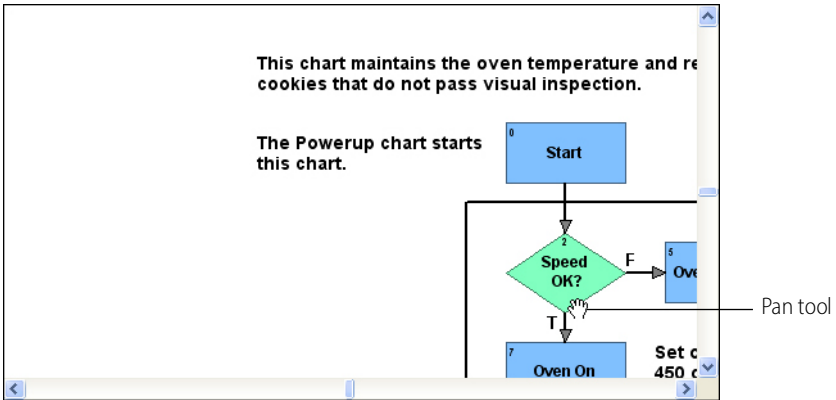 This chart maintains the oven temperature and
cookies that do not pass visual inspection.
The Powerup chart starts
this chart.
0
Start
2
Speed
OK?
F
5
T
7
Oven On
Set
450
Pan tool